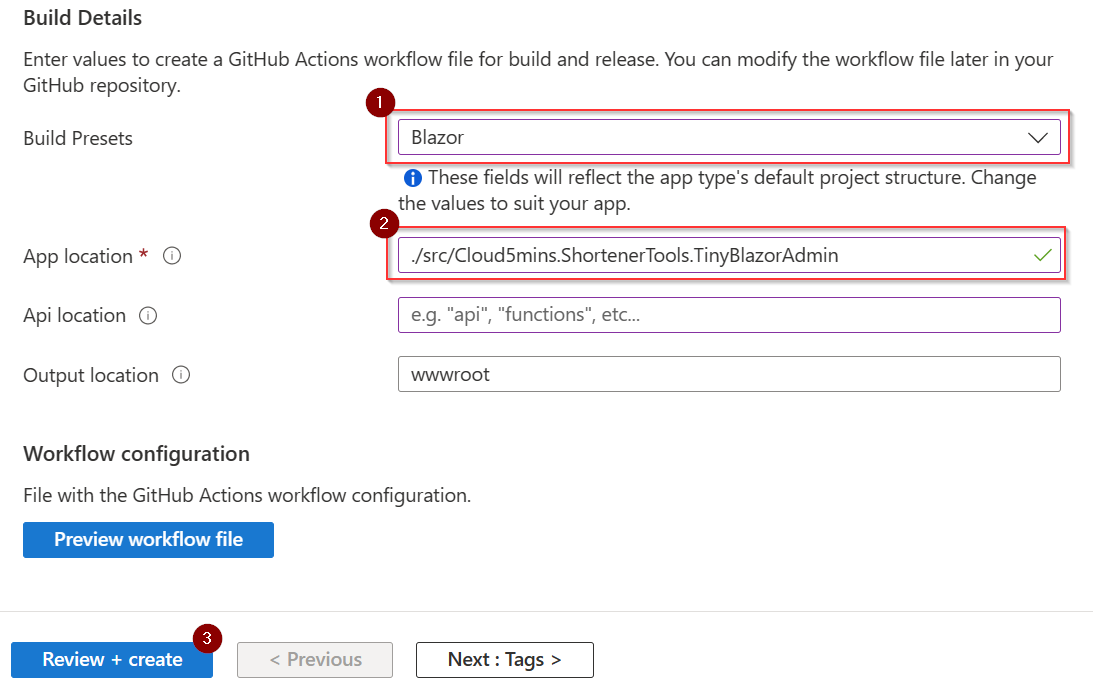 Build Details
Enter values to create a GitHub Actions workflow file for build and release. You can modify the workflow file later in your
GitHub repository.
1
Build Presets
Blazor
These fields will reflect the app type's default project structure. Change
the values to suit your app.
2
App location *
./src/Cloud5mins.ShortenerTools.TinyBlazorAdmin
Api location
e.g. "api", "functions", etc...
Output location
wwwroot
Workflow configuration
File with the GitHub Actions workflow configuration.
Preview workflow file
3
Review + create
< Previous
Next : Tags >